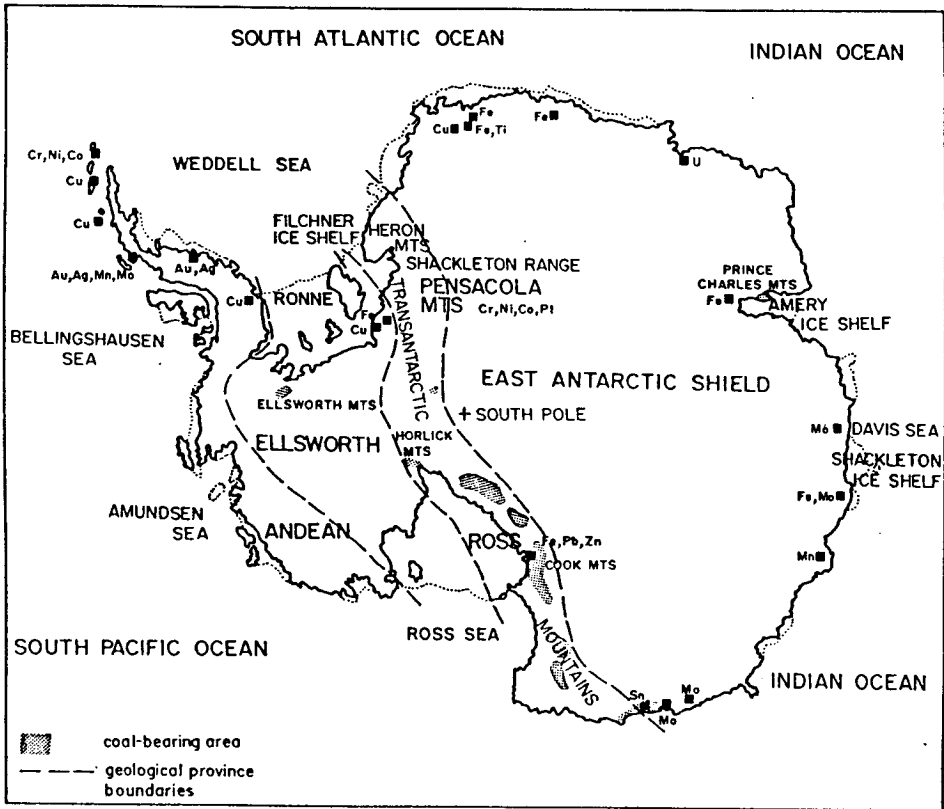 SOUTH ATLANTIC OCEAN
INDIAN OCEAN
Fe
Cu
Fe,Ti
Fe
Cr,Ni,Co
WEDDELL SEA
U
Cu
Cu
FILCHNER
ICE SHELF
HERON
MTS
SHACKLETON RANGE
Au,Ag
Au,Ag,Mn,Mo
PENSACOLA
MTS
Cr,Ni,Co,Pt
PRINCE
CHARLES MTS
Fe
AMERY
ICE SHELF
Cu
RONNE
Cu
TRANSANTARCTIC
BELLINGSHAUSEN
SEA
EAST ANTARCTIC SHIELD
ELLSWORTH MTS
+ SOUTH POLE
ELLSWORTH
HORLICK
MTS
Mo
DAVIS SEA
SHACKLETON
ICE SHELF
Fe,Mo
AMUNDSEN
SEA
ANDEAN
ROSS
Fe,Pb,Zn
COOK MTS
Mn
ROSS SEA
MOUNTAINS
SOUTH PACIFIC OCEAN
INDIAN OCEAN
Sn
Mo
Mo
coal-bearing area
geological province
boundaries